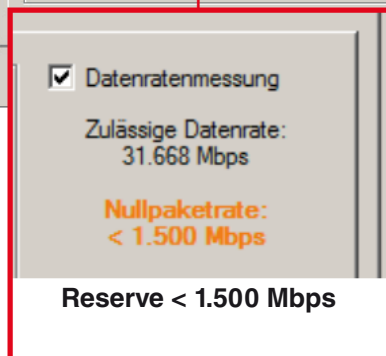 Datenratenmessung
Zulässige Datenrate:
31.668 Mbps
Nullpaketrate:
< 1.500 Mbps
Reserve < 1.500 Mbps